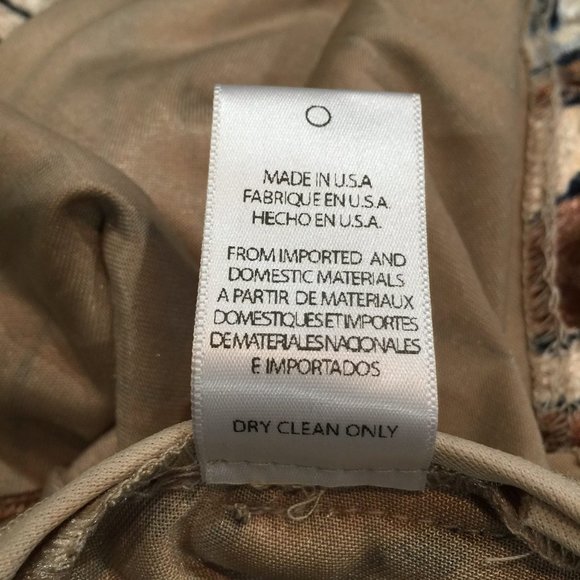 MADE IN U.S.A
FABRIQUE EN U.S.A.
HECHO EN U.S.A.
FROM IMPORTED AND
DOMESTIC MATERIALS
A PARTIR DE MATERIAUX
DOMESTIQUES ET IMPORTES
DE MATERIALES NACIONALES
E IMPORTADOS
DRY CLEAN ONLY